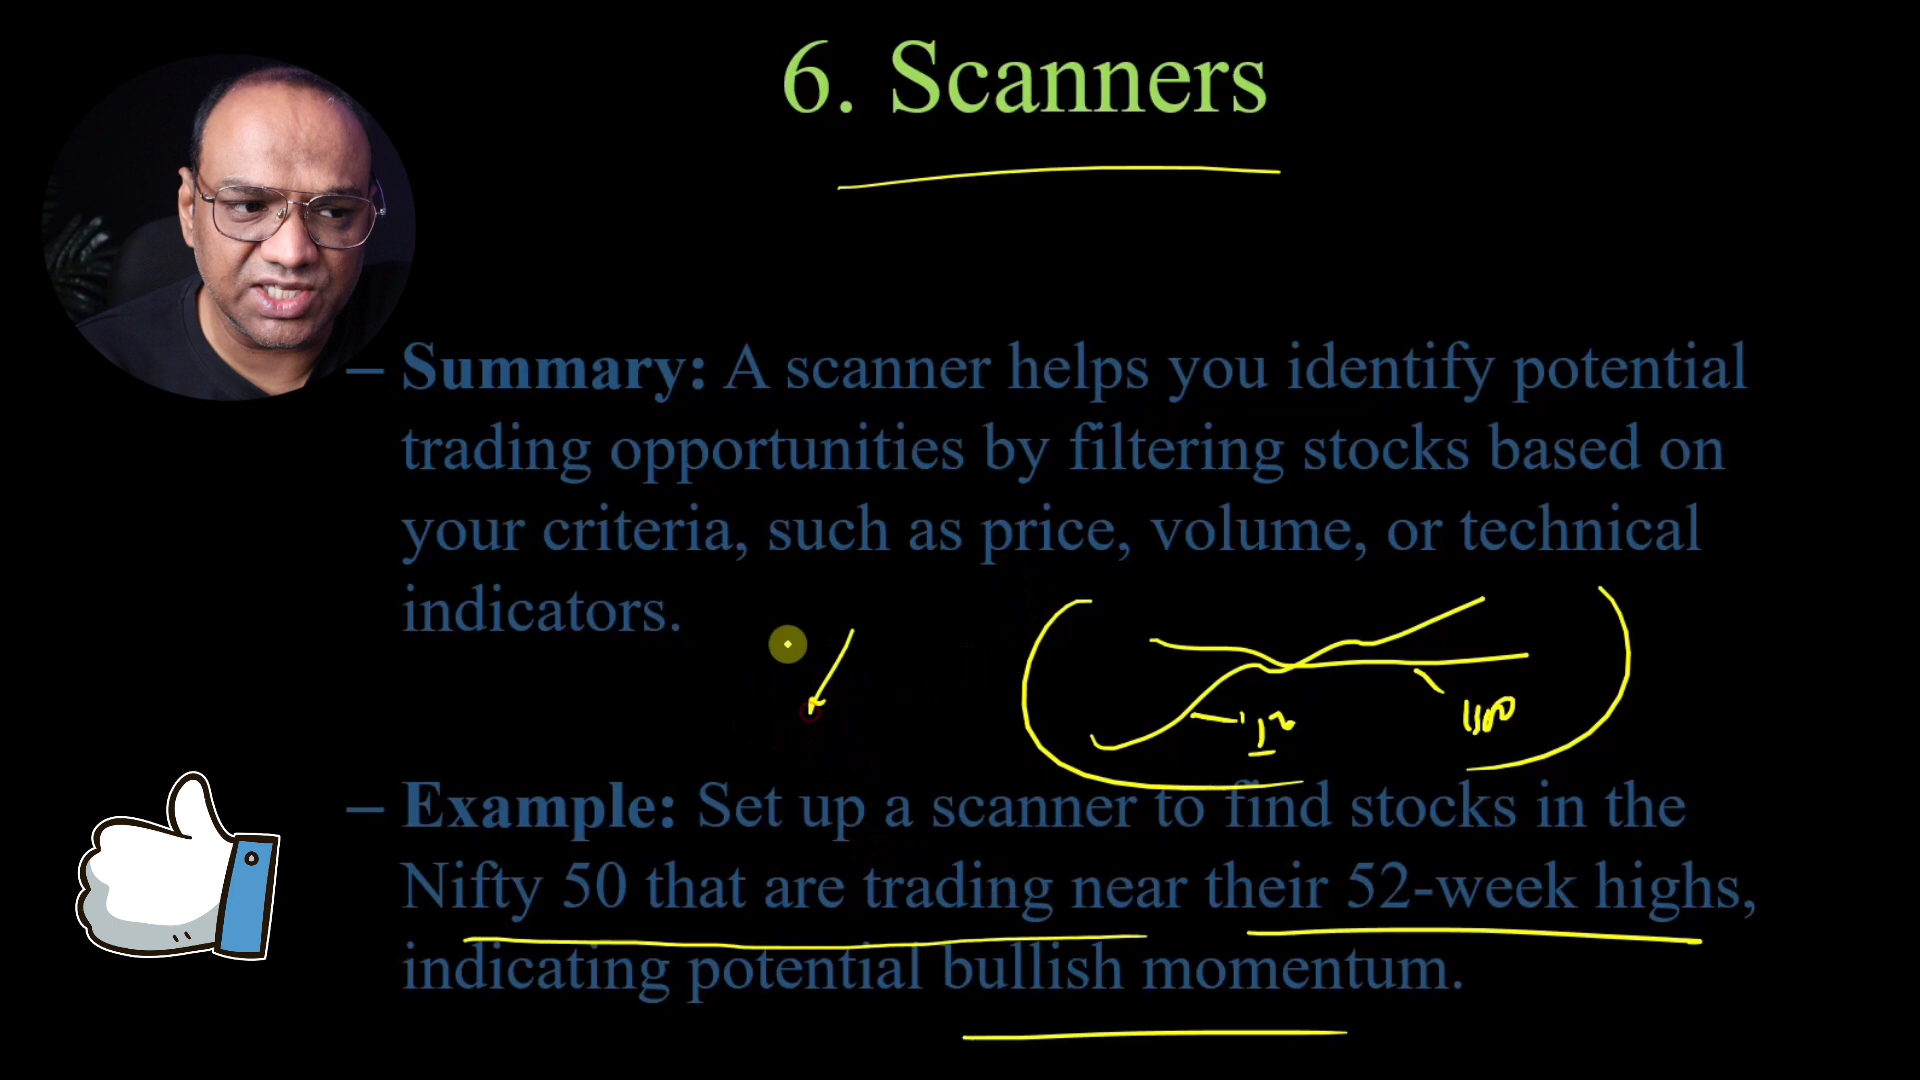 6. Scanners
– Summary: A scanner helps you identify potential
trading opportunities by filtering stocks based on
your criteria, such as price, volume, or technical
indicators.
– Example: Set up a scanner to find stocks in the
Nifty 50 that are trading near their 52-week highs,
indicating potential bullish momentum.